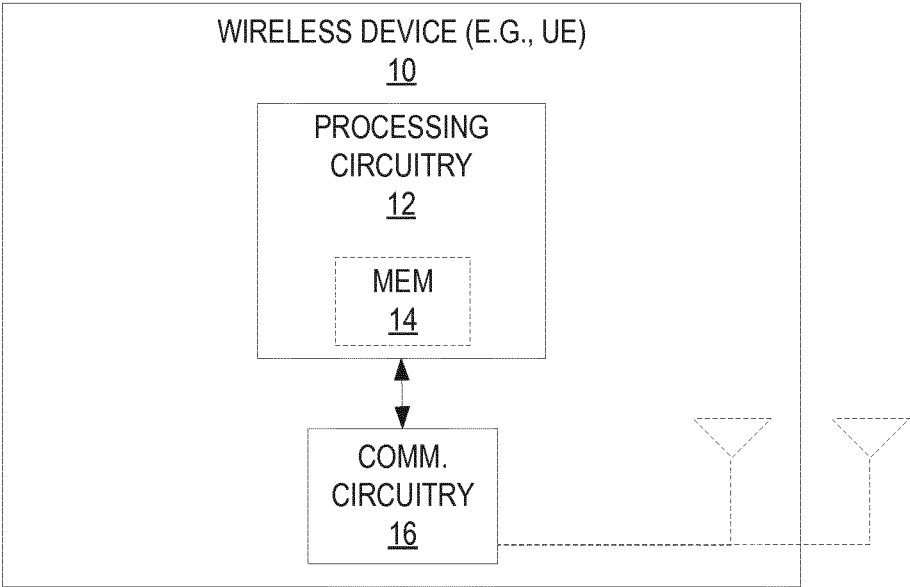 WIRELESS DEVICE (E.G., UE)
10
PROCESSING
CIRCUITRY
12
MEM
14
COMM.
CIRCUITRY
16